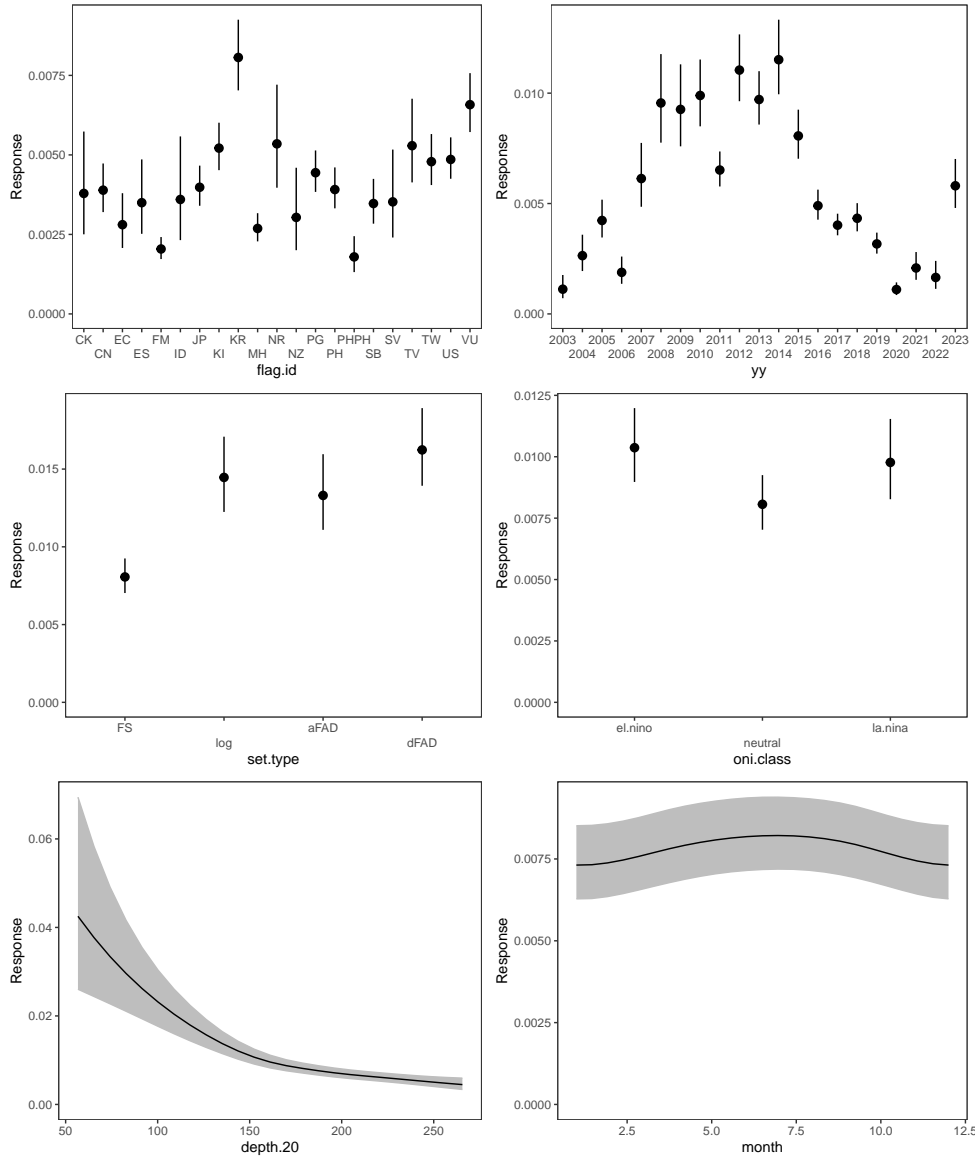 Response
0.0075
0.0050
0.0025
0.0000
CK EC FM JP KR NR PG PHPH SV TW VU
CN ES ID KI MH NZ PH SB TV US
flag.id
Response
0.010
0.005
0.000
2003 2005 2007 2009 2011 2013 2015 2017 2019 2021 2023
2004 2006 2008 2010 2012 2014 2016 2018 2020 2022
yy
Response
0.015
0.010
0.005
0.000
FS aFAD
log dFAD
set.type
Response
0.0125
0.0100
0.0075
0.0050
0.0025
0.0000
el.nino la.nina
neutral
oni.class
Response
0.06
0.04
0.02
0.00
50 100 150 200 250
depth.20
Response
0.0075
0.0050
0.0025
0.0000
2.5 5.0 7.5 10.0 12.5
month